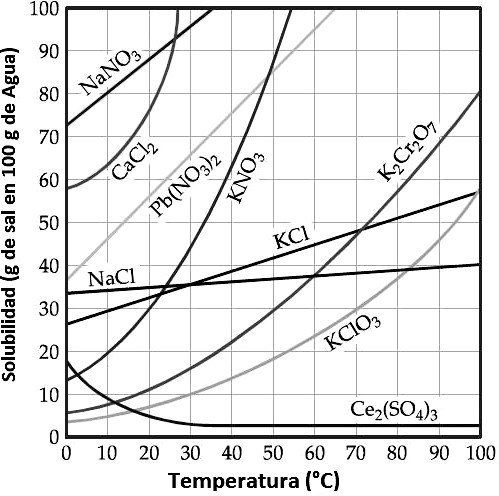 Solubilidad (g de sal en 100 g de Agua)
100
90
80
70
60
50
40
30
20
10
0
NaNO₃
CaCl₂
Pb(NO₃)₂
KNO₃
K₂Cr₂O₇
KCl
NaCl
KClO₃
Ce₂(SO₄)₃
0 10 20 30 40 50 60 70 80 90 100
Temperatura (°C)